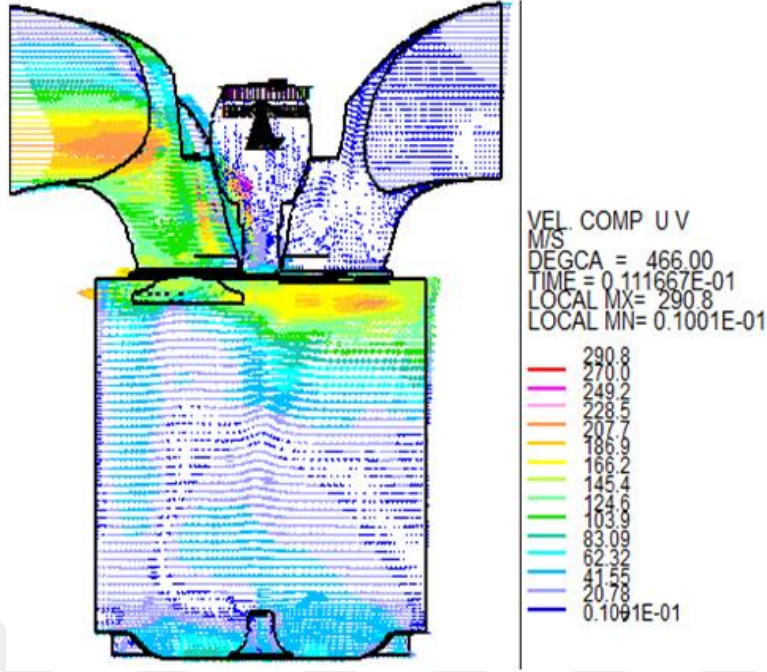 VEL. COMP U V
M/S
DEGCA = 466.00
TIME = 0.111667E-01
LOCAL MX= 290.8
LOCAL MN= 0.1001E-01
290.8
270.0
249.2
228.5
207.7
186.9
166.2
145.4
124.6
103.9
83.09
62.32
41.55
20.78
0.1001E-01